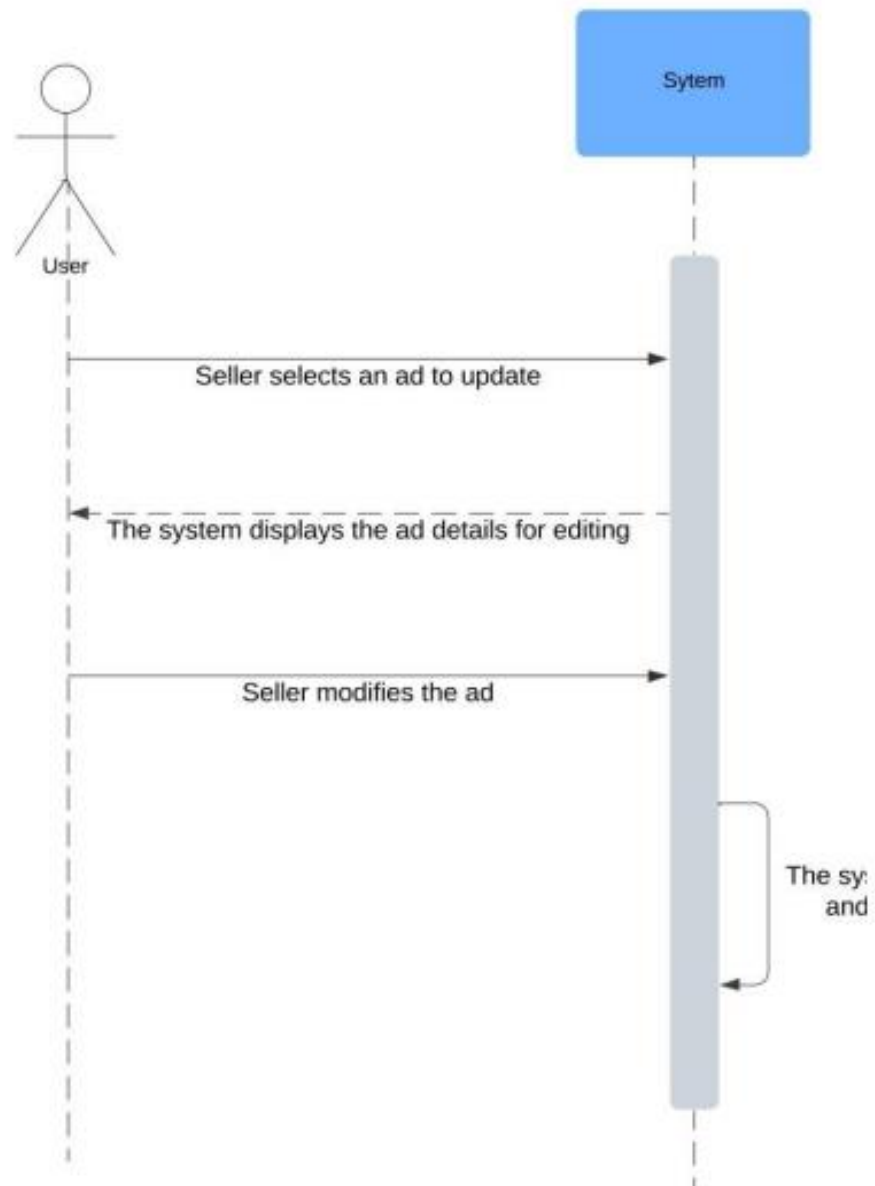 Sytem
User
Seller selects an ad to update
The system displays the ad details for editing
Seller modifies the ad
The
and